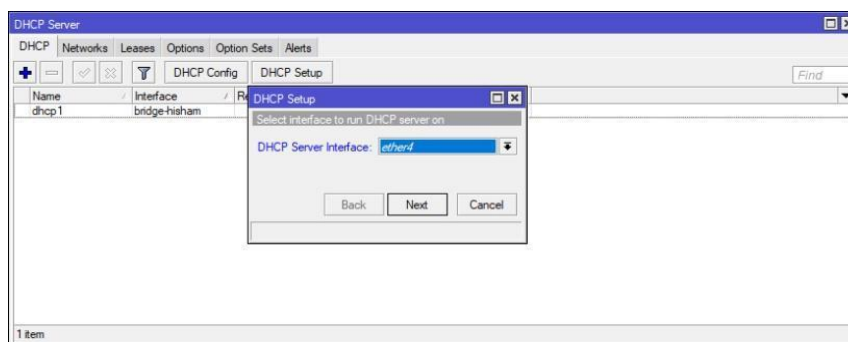 DHCP Server
DHCP Networks Leases Options Option Sets Alerts
DHCP Config DHCP Setup Find
Name Interface Re
dhcp1 bridge-hisham
DHCP Setup
Select interface to run DHCP server on
DHCP Server Interface: ether4
Back Next Cancel
1 item